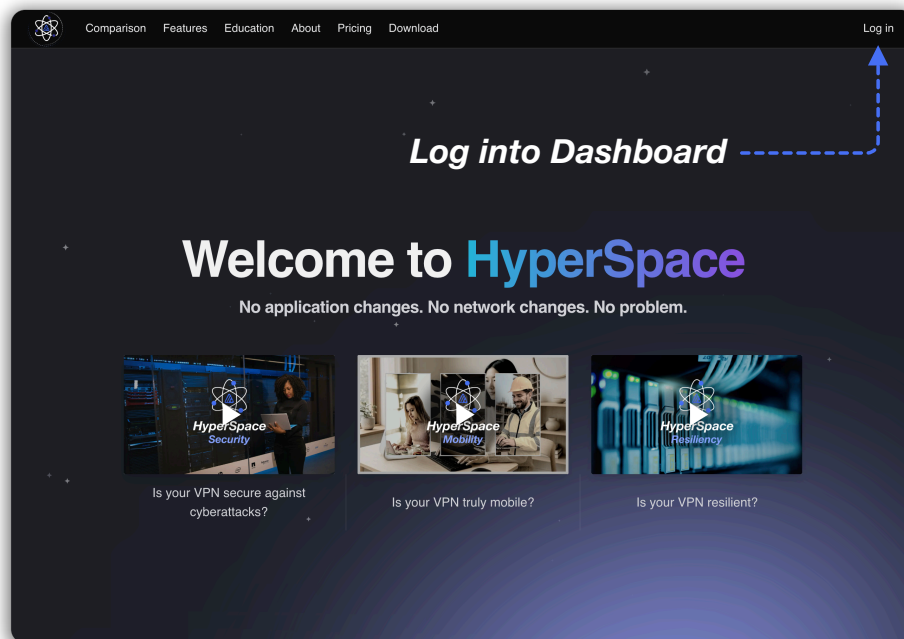 Comparison Features Education About Pricing Download Log in
Log into Dashboard
Welcome to HyperSpace
No application changes. No network changes. No problem.
HyperSpace
Security
HyperSpace
Mobility
HyperSpace
Resiliency
Is your VPN secure against
cyberattacks?
Is your VPN truly mobile?
Is your VPN resilient?